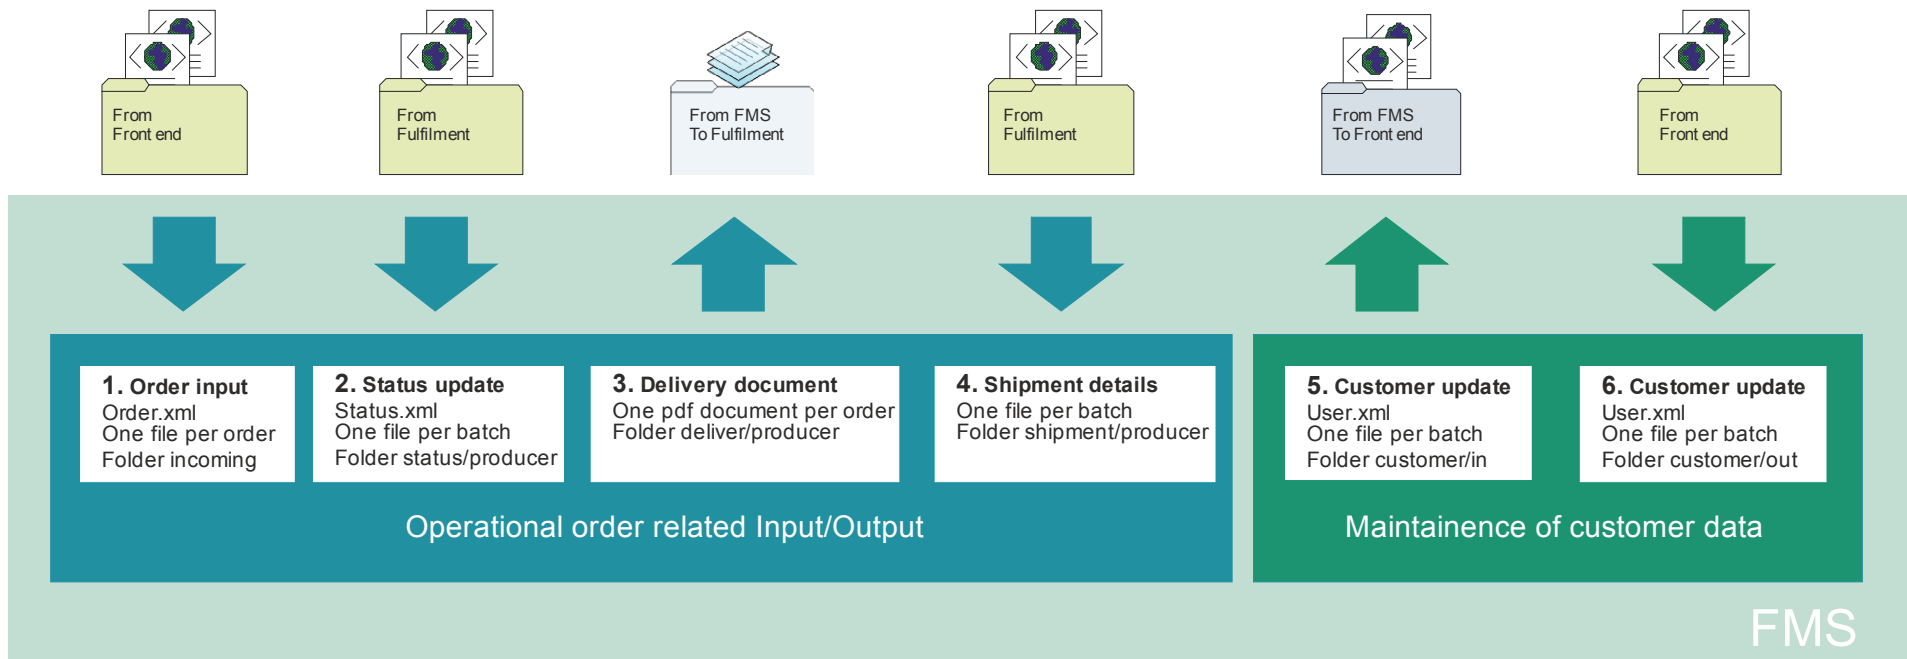 From
Front end
From
Fulfilment
From FMS
To Fulfilment
From
Fulfilment
From FMS
To Front end
From
Front end
1. Order input
Order.xml
One file per order
Folder incoming
2. Status update
Status.xml
One file per batch
Folder status/producer
3. Delivery document
One pdf document per order
Folder deliver/producer
4. Shipment details
One file per batch
Folder shipment/producer
5. Customer update
User.xml
One file per batch
Folder customer/in
6. Customer update
User.xml
One file per batch
Folder customer/out
Operational order related Input/Output
Maintainence of customer data
FMS